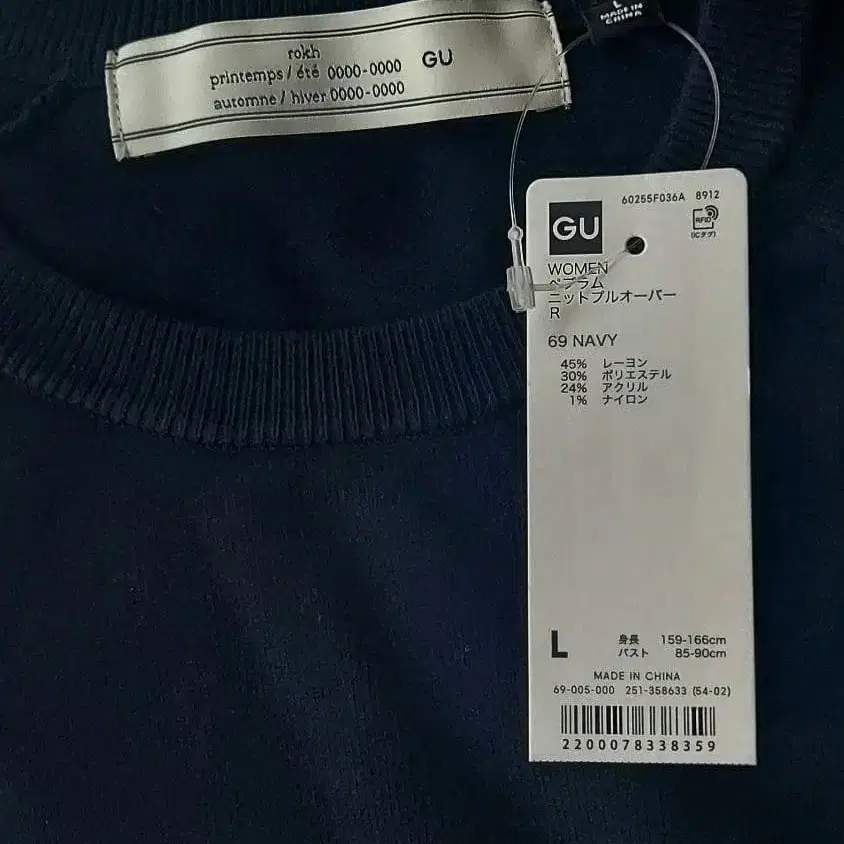 L
MADE IN
CHINA
rokh
printemps / été 0000-0000
automne / hiver 0000-0000
GU
60255F036A 8912
GU
RFID
(ICタグ)
WOMEN
ペプラム
ニットプルオーバー
R
69 NAVY
45% レーヨン
30% ポリエステル
24% アクリル
1% ナイロン
L
身長 159-166cm
バスト 85-90cm
MADE IN CHINA
69-005-000 251-358633 (54-02)
2200078338359